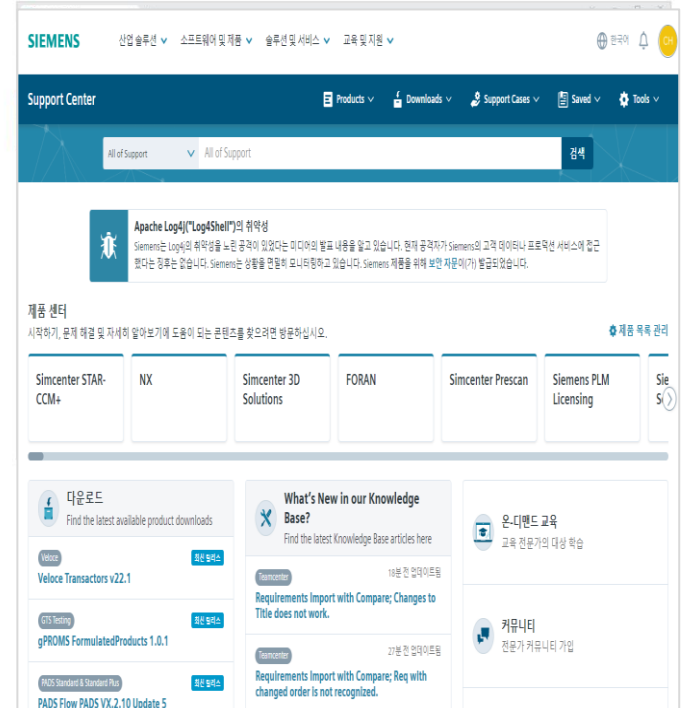 SIEMENS
산업 솔루션 소프트웨어 및 제품 솔루션 및 서비스 교육 및 지원
한국어
CH
Support Center
Products Downloads Support Cases Saved Tools
All of Support
All of Support
검색
Apache Log4j("Log4Shell")의 취약성
Siemens는 Log4j의 취약성을 노린 공격이 있었다는 미디어의 발표 내용을 알고 있습니다. 현재 공격자가 Siemens의 고객 데이터나 프로덕션 서비스에 접근
했다는 징후는 없습니다. Siemens는 상황을 면밀히 모니터링하고 있습니다. Siemens 제품을 위해 보안 자문이(가) 발급되었습니다.
제품 센터
시작하기, 문제 해결 및 자세히 알아보기에 도움이 되는 콘텐츠를 찾으려면 방문하십시오.
제품 목록 관리
Simcenter STAR-
CCM+
NX
Simcenter 3D
Solutions
FORAN
Simcenter Prescan
Siemens PLM
Licensing
Sie
다운로드
Find the latest available product downloads
Veloce
최신 릴리스
Veloce Transactors v22.1
GTS Testing
최신 릴리스
gPROMS FormulatedProducts 1.0.1
PADS Standard & Standard Plus
최신 릴리스
PADS Flow PADS VX.2.10 Update 5
What's New in our Knowledge
Base?
Find the latest Knowledge Base articles here
Teamcenter
18분 전 업데이트됨
Requirements Import with Compare; Changes to
Title does not work.
Teamcenter
27분 전 업데이트됨
Requirements Import with Compare; Req with
changed order is not recognized.
온-디맨드 교육
교육 전문가의 대상 학습
커뮤니티
전문가 커뮤니티 가입